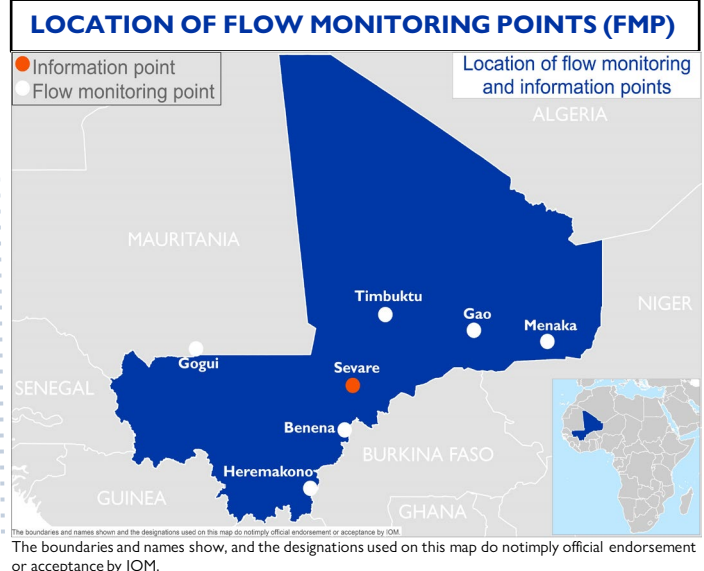 LOCATION OF FLOW MONITORING POINTS (FMP)
Information point
Flow monitoring point
Location of flow monitoring
and information points
ALGERIA
MAURITANIA
Timbuktu
Gao
Menaka
NIGER
Gogui
Sevare
SENEGAL
Benena
BURKINA FASO
Heremakono
GUINEA
GHANA
The boundaries and names shown and the designations used on this map do notimply official endorsement or acceptance by IOM.
The boundaries and names show, and the designations used on this map do notimply official endorsement
or acceptance by IOM.